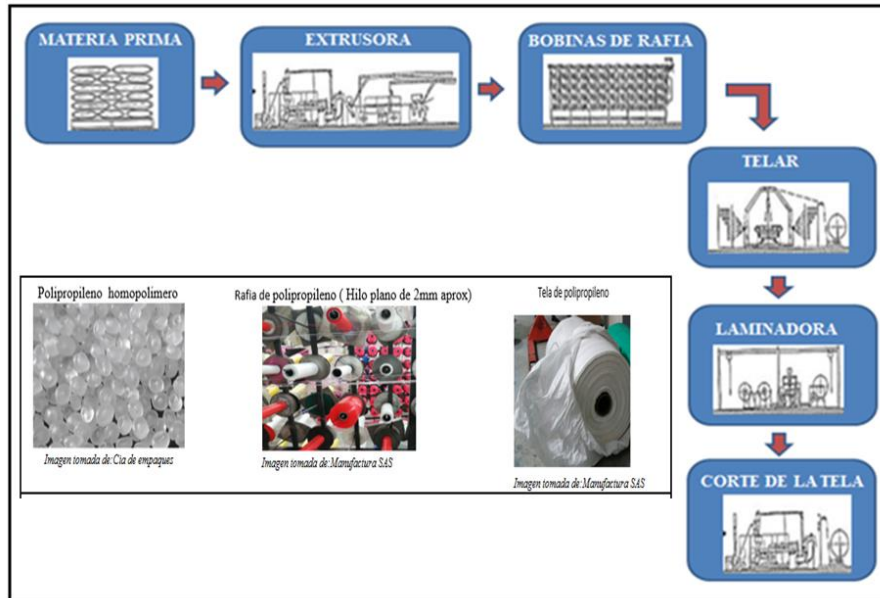 MATERIA PRIMA
EXTRUSORA
BOBINAS DE RAFIA
TELAR
LAMINADORA
CORTE DE LA TELA
Polipropileno homopolimero
Rafia de polipropileno ( Hilo plano de 2mm aprox)
Tela de polipropileno
Imagen tomada de:Cia de empaques
Imagen tomada de:Manufactura SAS
Imagen tomada de:Manufactura SAS